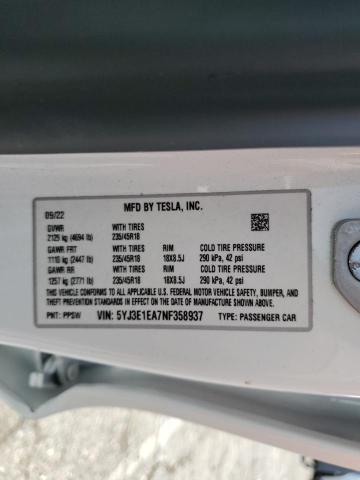 MFD BY TESLA, INC.
09/22
GVWR WITH TIRES
2129 kg (4694 lb) 235/45R18
GAWR FRT WITH TIRES RIM COLD TIRE PRESSURE
1110 kg (2447 lb) 235/45R18 18X8.5J 290 kPa, 42 psi
GAWR RR WITH TIRES RIM COLD TIRE PRESSURE
1257 kg (2771 lb) 235/45R18 18X8.5J 290 kPa, 42 psi
THIS VEHICLE CONFORMS TO ALL APPLICABLE U.S. FEDERAL MOTOR VEHICLE SAFETY, BUMPER, AND
THEFT PREVENTION STANDARDS IN EFFECT ON THE DATE OF MANUFACTURE SHOWN ABOVE.
PNT: PPSW VIN: 5YJ3E1EA7NF358937 TYPE: PASSENGER CAR